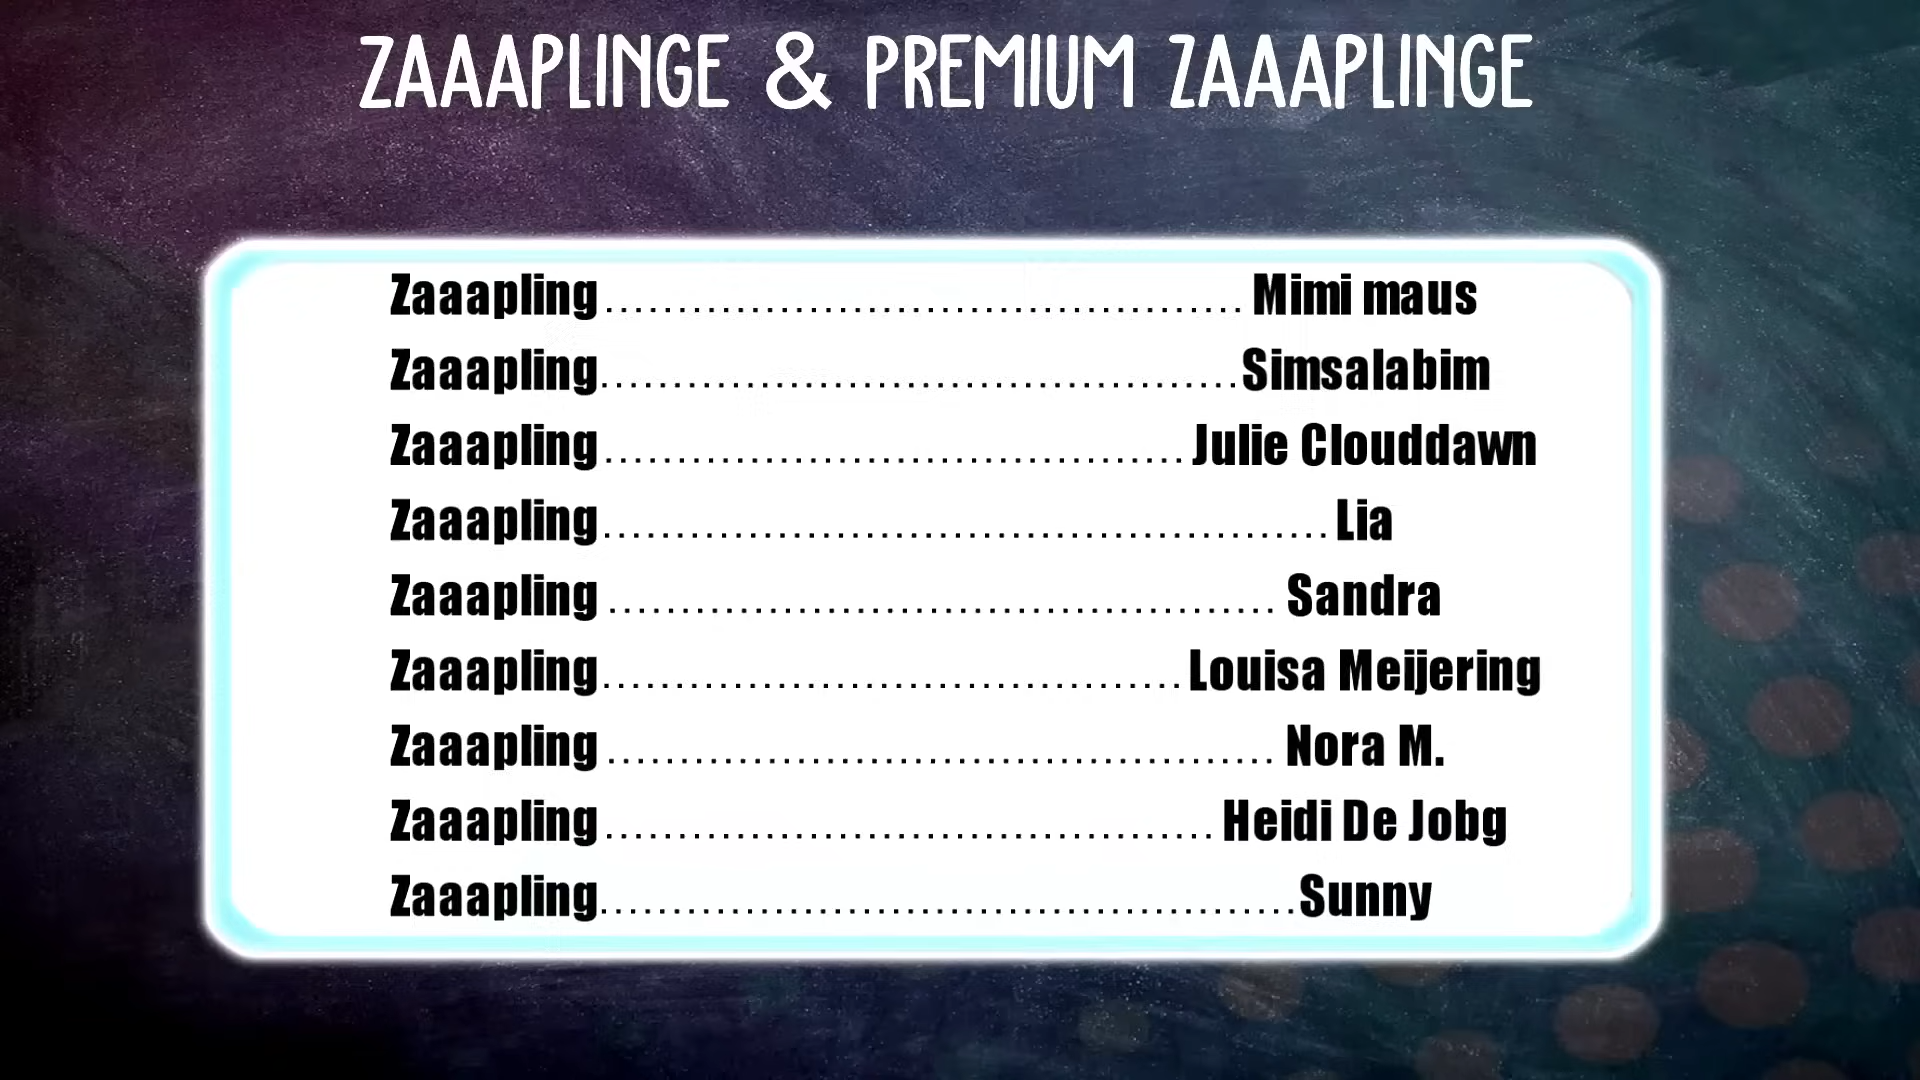 ZAAAPLINGE & PREMIUM ZAAAPLINGE
Zaaapling............................................ Mimi maus
Zaaapling............................................Simsalabim
Zaaapling........................................Julie Clouddawn
Zaaapling.................................................. Lia
Zaaapling .............................................. Sandra
Zaaapling........................................Louisa Meijering
Zaaapling .............................................. Nora M.
Zaaapling.......................................... Heidi De Jobg
Zaaapling................................................Sunny